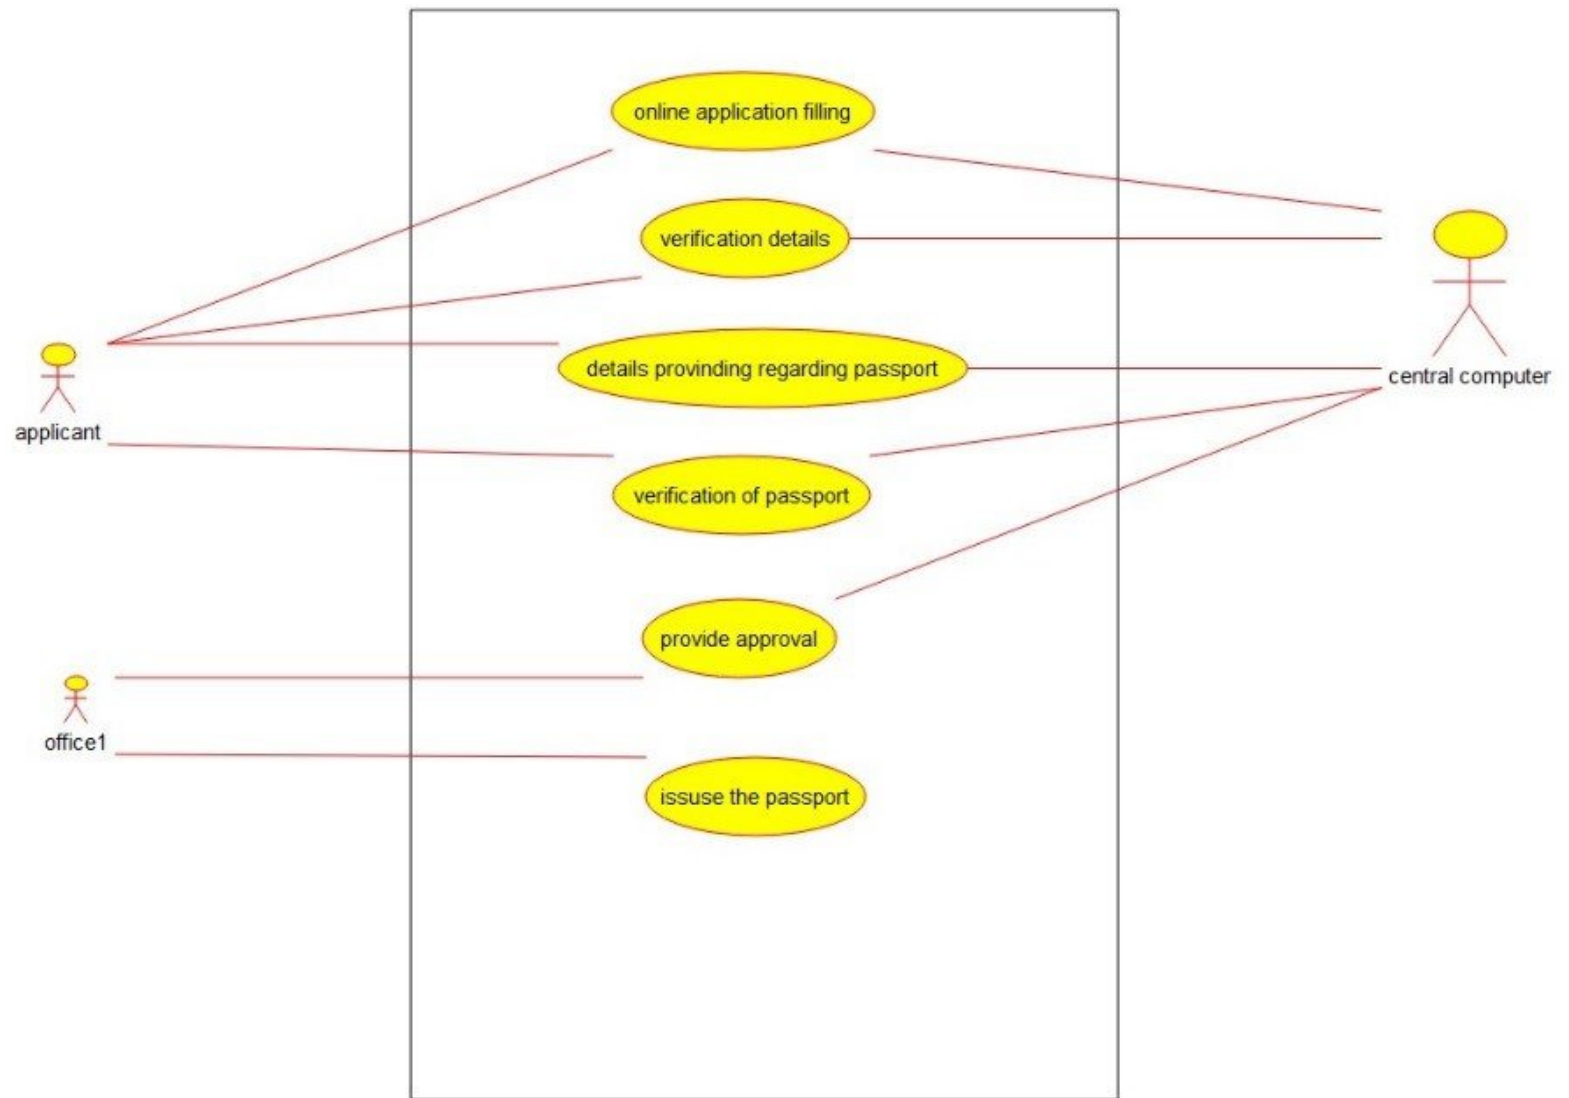 online application filling
verification details
details provinding regarding passport
central computer
applicant
verification of passport
provide approval
office1
issuse the passport